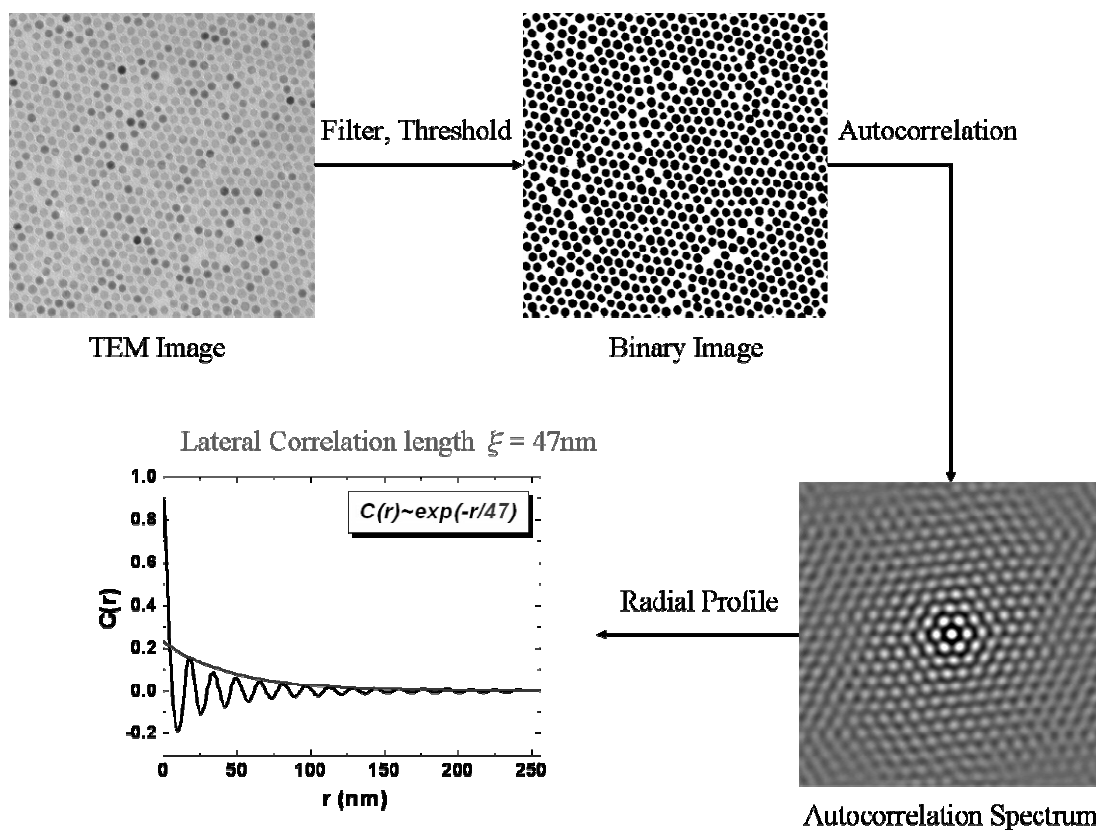 Filter, Threshold
Autocorrelation
TEM Image
Binary Image
Lateral Correlation length ξ = 47nm
C(r)~exp(-r/47)
1.0
0.8
0.6
0.4
0.2
0.0
-0.2
C(r)
0 50 100 150 200 250
r (nm)
Radial Profile
Autocorrelation Spectrum